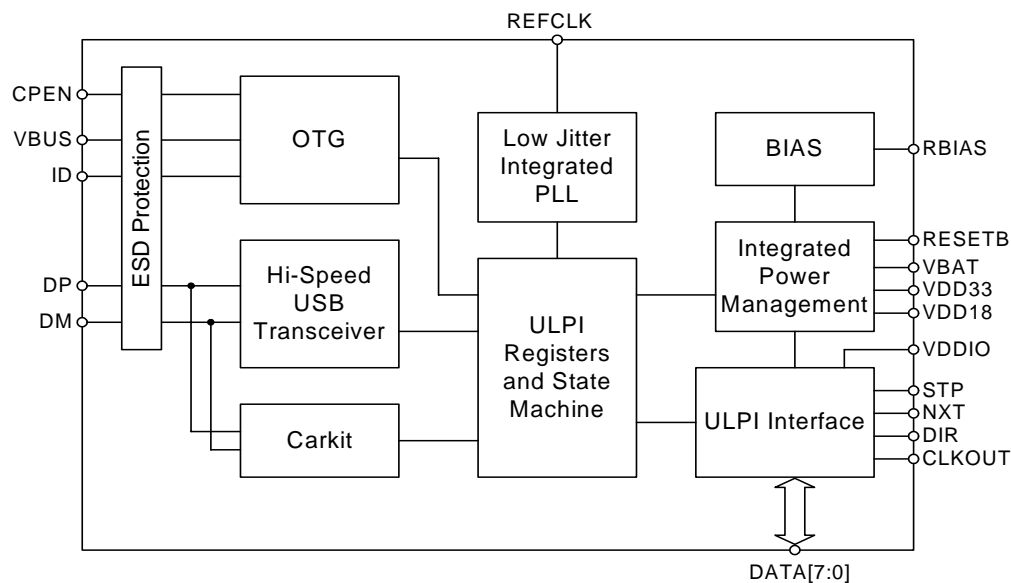 REFCLK
CPEN
VBUS
ID
DP
DM
ESD Protection
OTG
Hi-Speed
USB
Transceiver
Carkit
Low Jitter
Integrated
PLL
ULPI
Registers
and State
Machine
BIAS
Integrated
Power
Management
ULPI Interface
RBIAS
RESETB
VBAT
VDD33
VDD18
VDDIO
STP
NXT
DIR
CLKOUT
DATA[7:0]